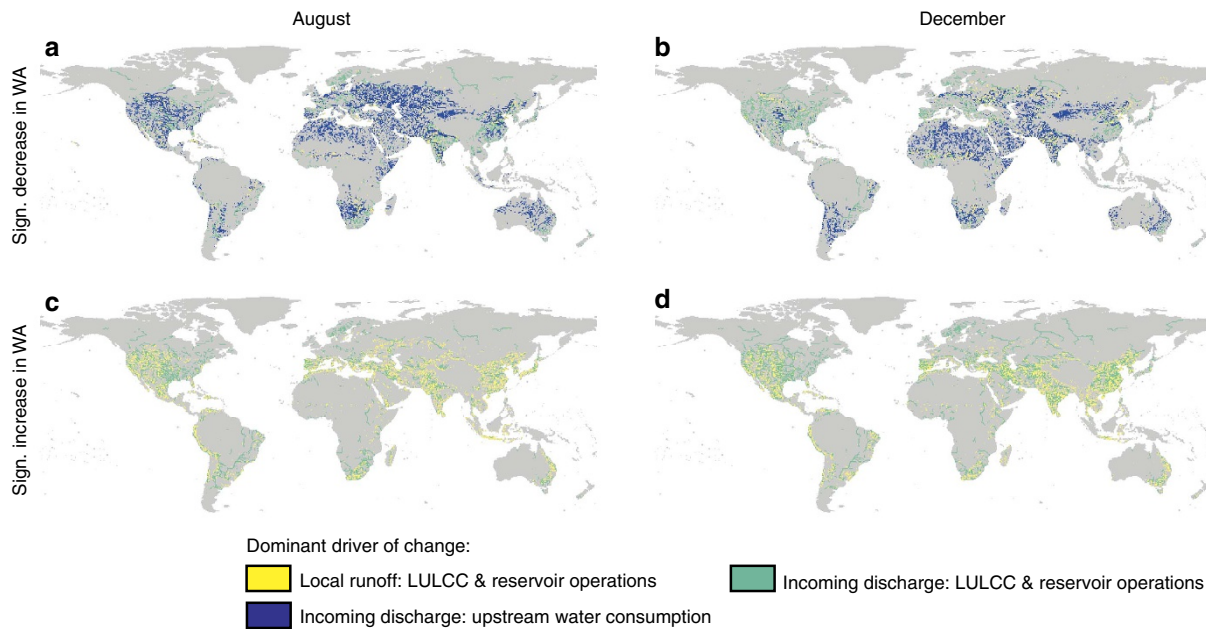 August
December
a
b
Sign. decrease in WA
c
d
Sign. increase in WA
Dominant driver of change:
Local runoff: LULCC & reservoir operations
Incoming discharge: LULCC & reservoir operations
Incoming discharge: upstream water consumption